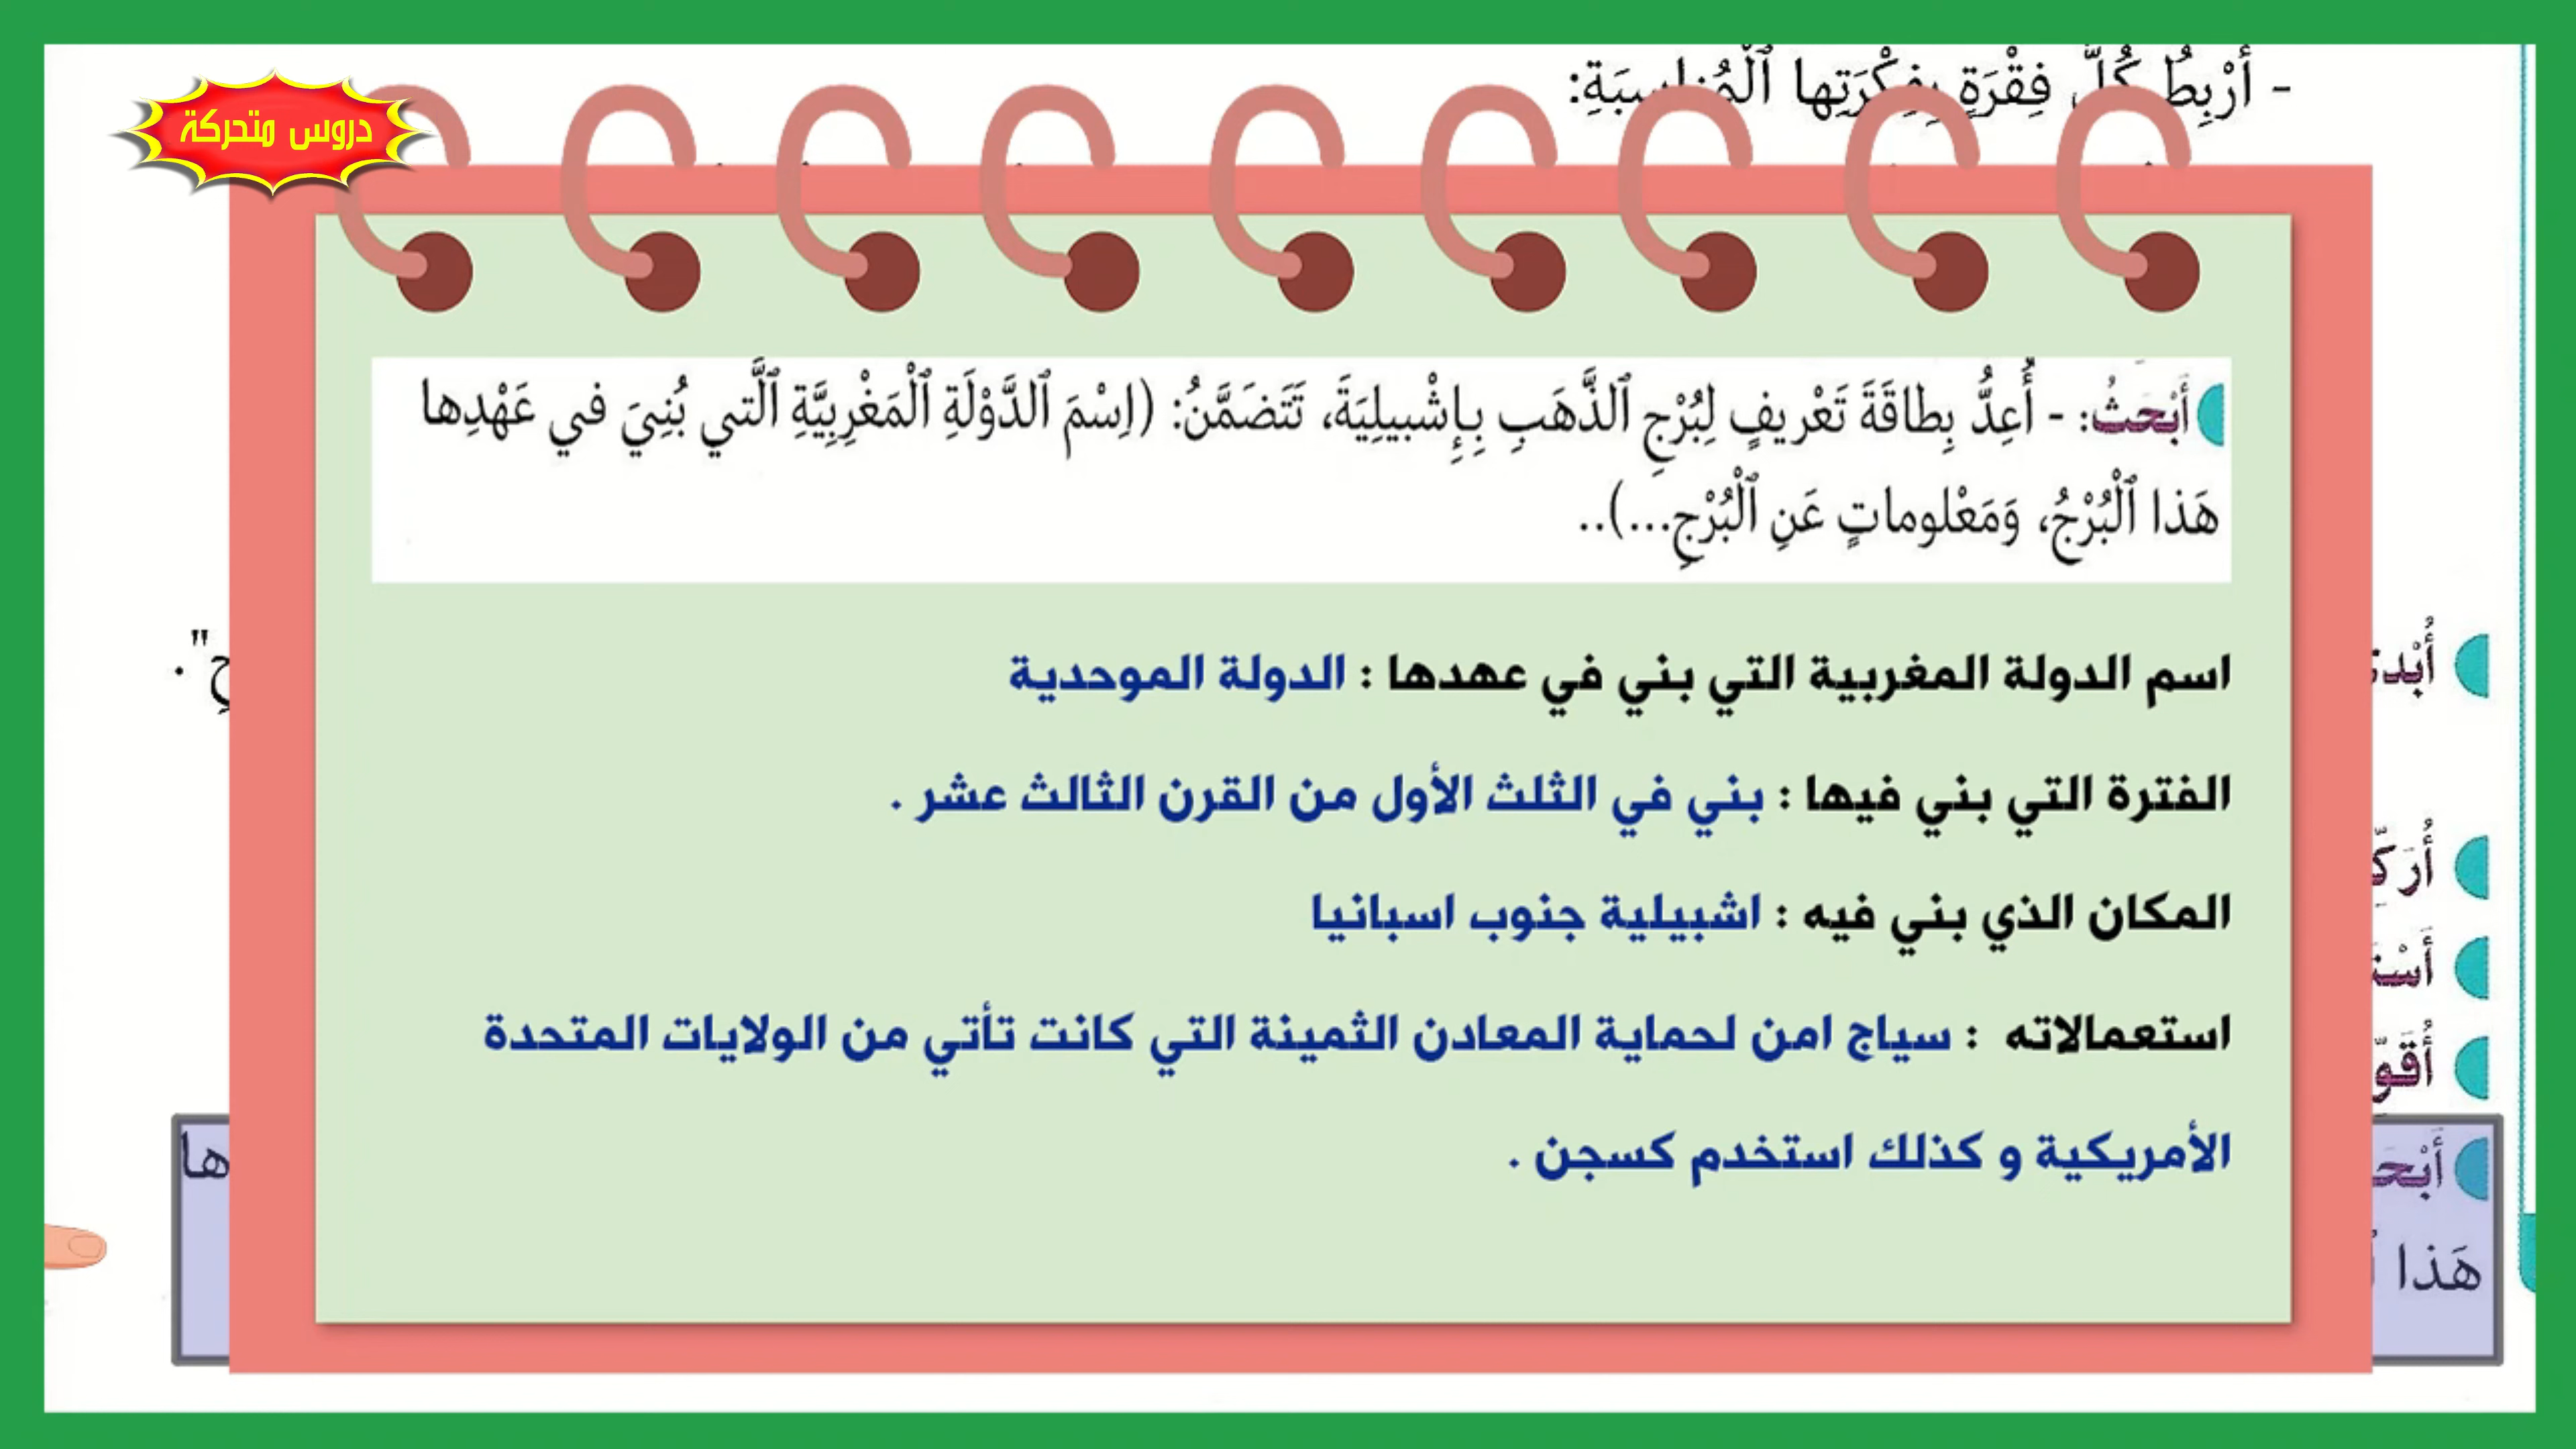 - أَرْبِطُ كُلَّ فِقْرَةٍ بِفِكْرَتِها ٱلْمُناسِبَةِ:
دروس متحركة
أَبْحَثُ: - أُعِدُّ بِطاقَةَ تَعْريفٍ لِبُرْجِ ٱلذَّهَبِ بِإِشْبيلِيَةَ، تَتَضَمَّنُ: (اِسْمَ ٱلدَّوْلَةِ ٱلْمَغْرِبِيَّةِ ٱلَّتي بُنِيَ في عَهْدِها
هَذا ٱلْبُرْجُ، وَمَعْلوماتٍ عَنِ ٱلْبُرْجِ...)..
اسم الدولة المغربية التي بني في عهدها : الدولة الموحدية
الفترة التي بني فيها : بني في الثلث الأول من القرن الثالث عشر .
المكان الذي بني فيه : اشبيلية جنوب اسبانيا
استعمالاته : سياج امن لحماية المعادن الثمينة التي كانت تأتي من الولايات المتحدة
الأمريكية و كذلك استخدم كسجن .
هَذا